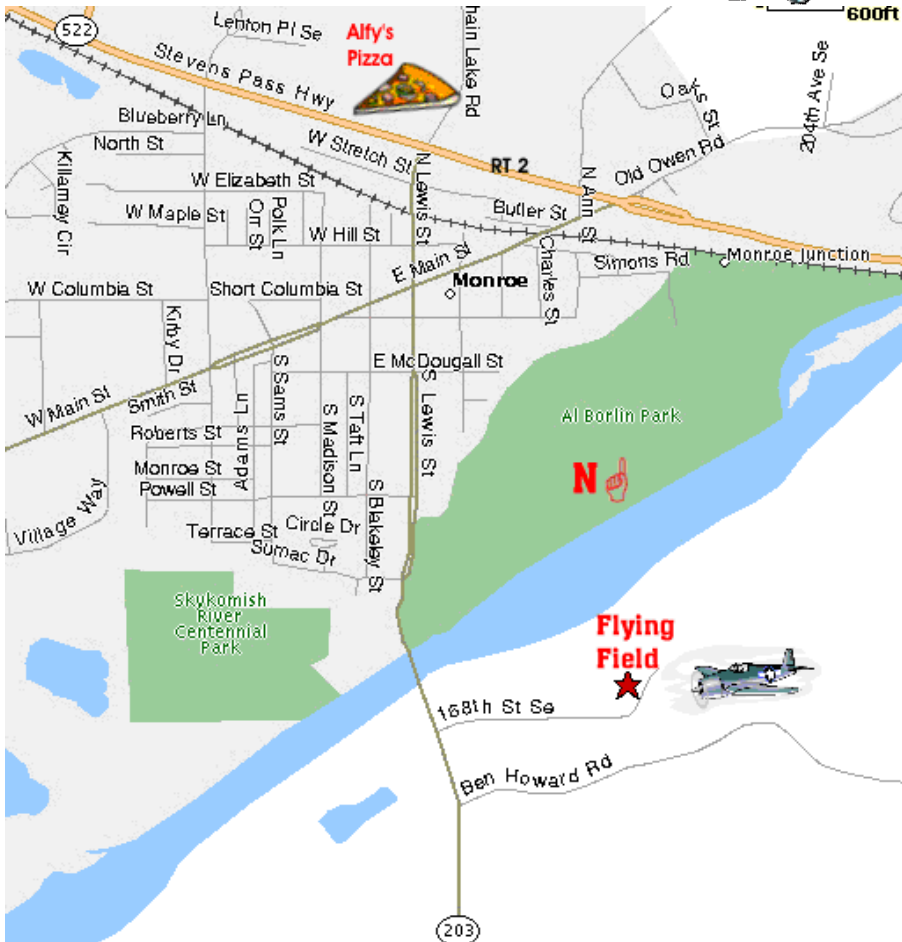 600ft
522
Lenton Pl Se
Alfy's
Pizza
hain Lake Rd
Stevens Pass Hwy
Oaks St
204th Ave Se
Blueberry Ln
North St
W Stretch St
Killarney Cir
N Lewis St
RT 2
N Ann St
Old Owen Rd
W Elizabeth St
Butler St
W Maple St
Orr St
Polk Ln
W Hill St
E Main St
Charles St
Simons Rd
Monroe Junction
W Columbia St
Short Columbia St
Monroe
Kirby Dr
E McDougall St
S Sams St
S Lewis St
W Main St
Smith St
Adams Ln
S Madison St
S Taft Ln
Al Borlin Park
Roberts St
Monroe St
Powell St
N
Village Way
S Blakeley St
Terrace St
Circle Dr
Sumac Dr
Skykomish
River
Centennial
Park
Flying
Field
168th St Se
Ben Howard Rd
203